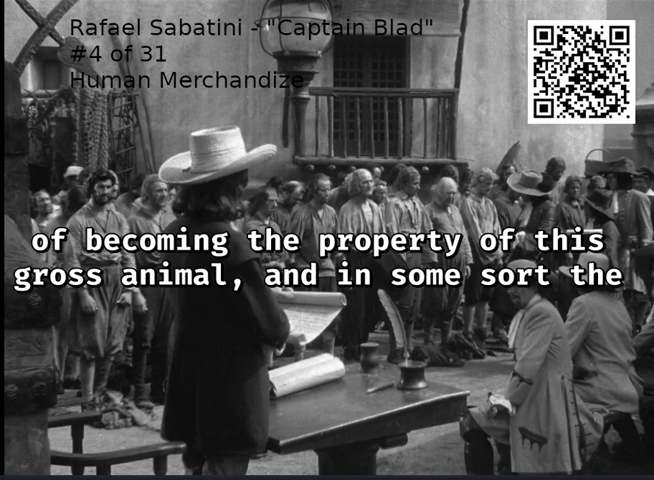 Rafael Sabatini - "Captain Blad"
#4 of 31
Human Merchandize
of becoming the property of this
gross animal, and in some sort the